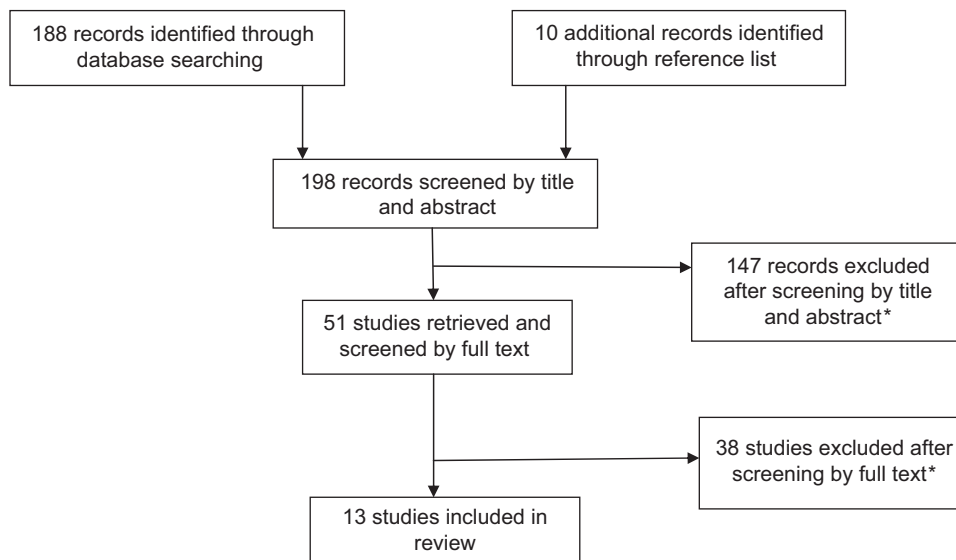 188 records identified through
database searching
10 additional records identified
through reference list
198 records screened by title
and abstract
147 records excluded
after screening by title
and abstract*
51 studies retrieved and
screened by full text
38 studies excluded after
screening by full text*
13 studies included in
review